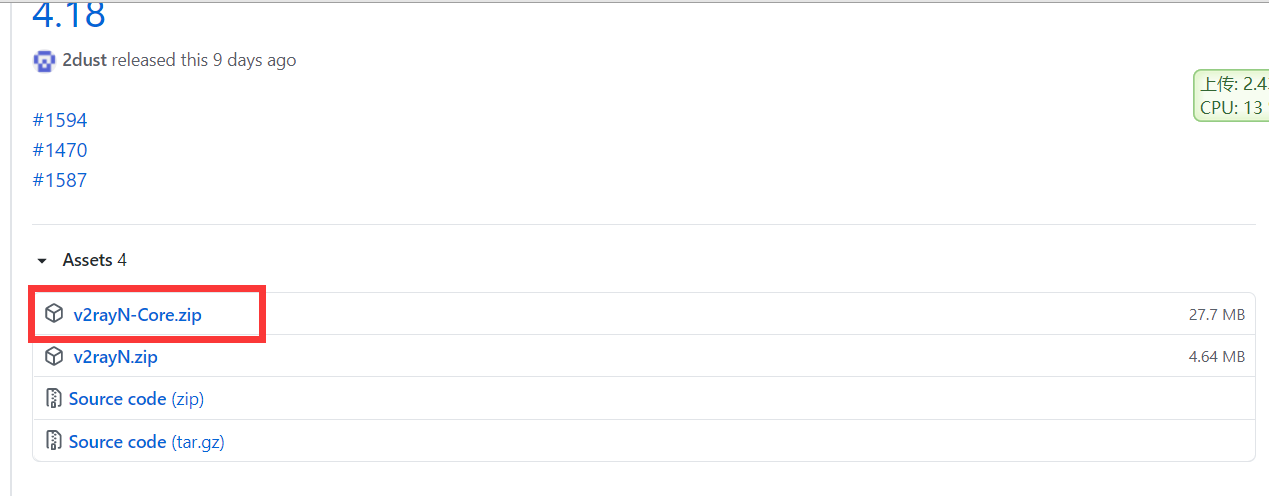 4.18
2dust released this 9 days ago
上传: 2.4
CPU: 13
#1594
#1470
#1587
Assets 4
v2rayN-Core.zip 27.7 MB
v2rayN.zip 4.64 MB
Source code (zip)
Source code (tar.gz)